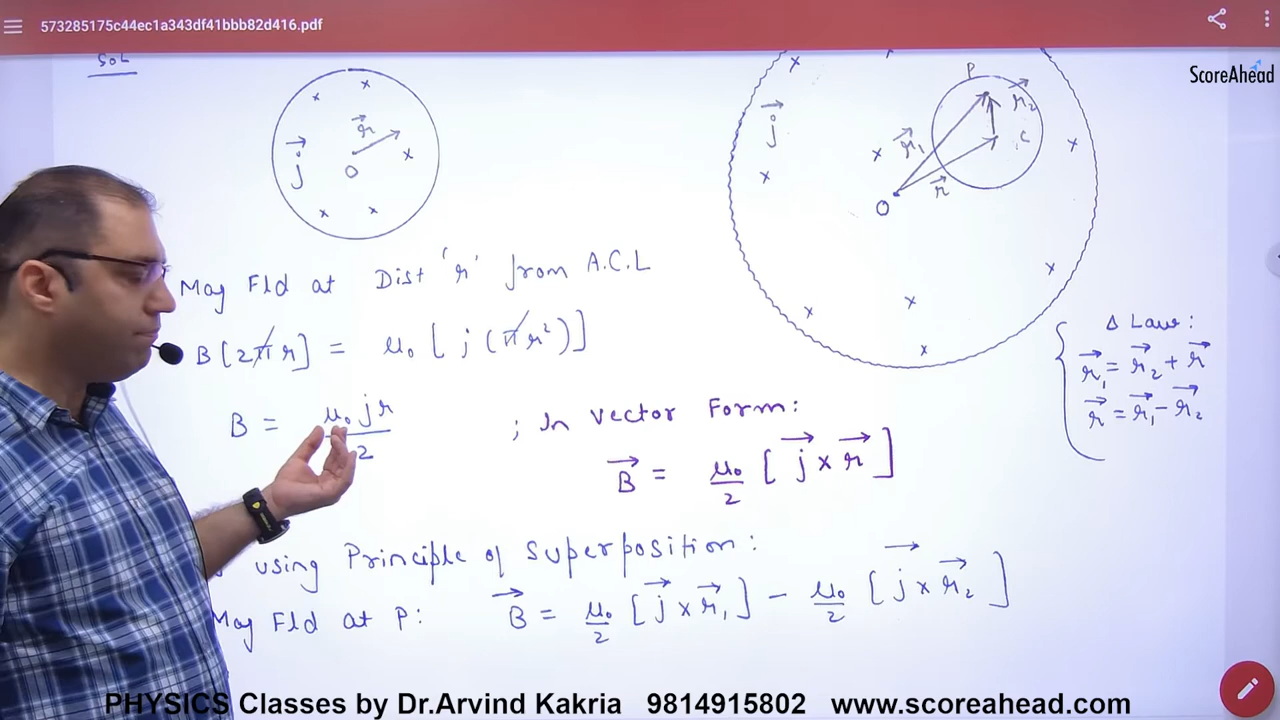 573285175c44ec1a343df41bbb82d416.pdf
ScoreAhead
Sol
j⃗
r⃗
O
x x x x x
P
r⃗₂
j⃗
r⃗₁
C
r⃗
O
x x x x x x x x
Mag Fld at Dist 'r' from A.C.L
B[2πr] = μ₀[j(πr²)]
B = μ₀jr/2 ; In Vector Form:
B⃗ = μ₀/2 [j⃗ x r⃗]
Δ Law:
r⃗₁ = r⃗₂ + r⃗
r⃗ = r⃗₁ - r⃗₂
using Principle of Superposition:
Mag Fld at P: B⃗ = μ₀/2 [j⃗ x r⃗₁] - μ₀/2 [j⃗ x r⃗₂]
PHYSICS Classes by Dr.Arvind Kakria 9814915802 www.scoreahead.com